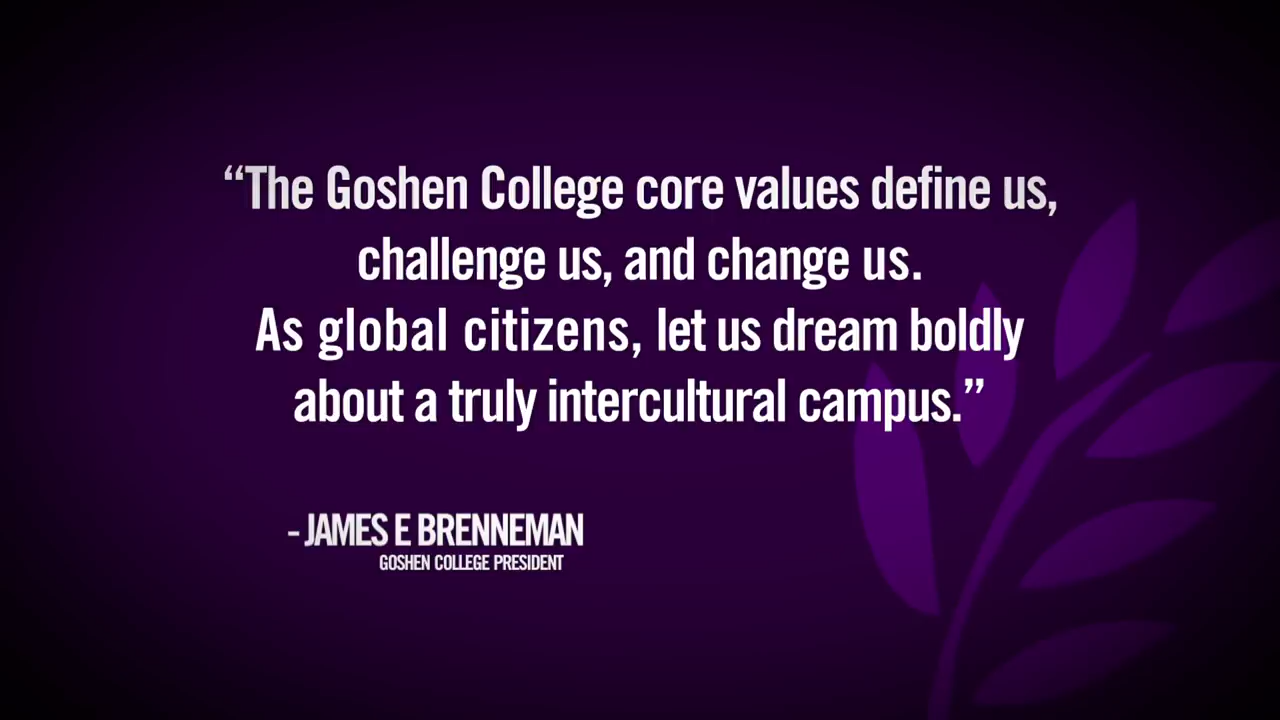 “The Goshen College core values define us,
challenge us, and change us.
As global citizens, let us dream boldly
about a truly intercultural campus.”
- JAMES E BRENNEMAN
GOSHEN COLLEGE PRESIDENT